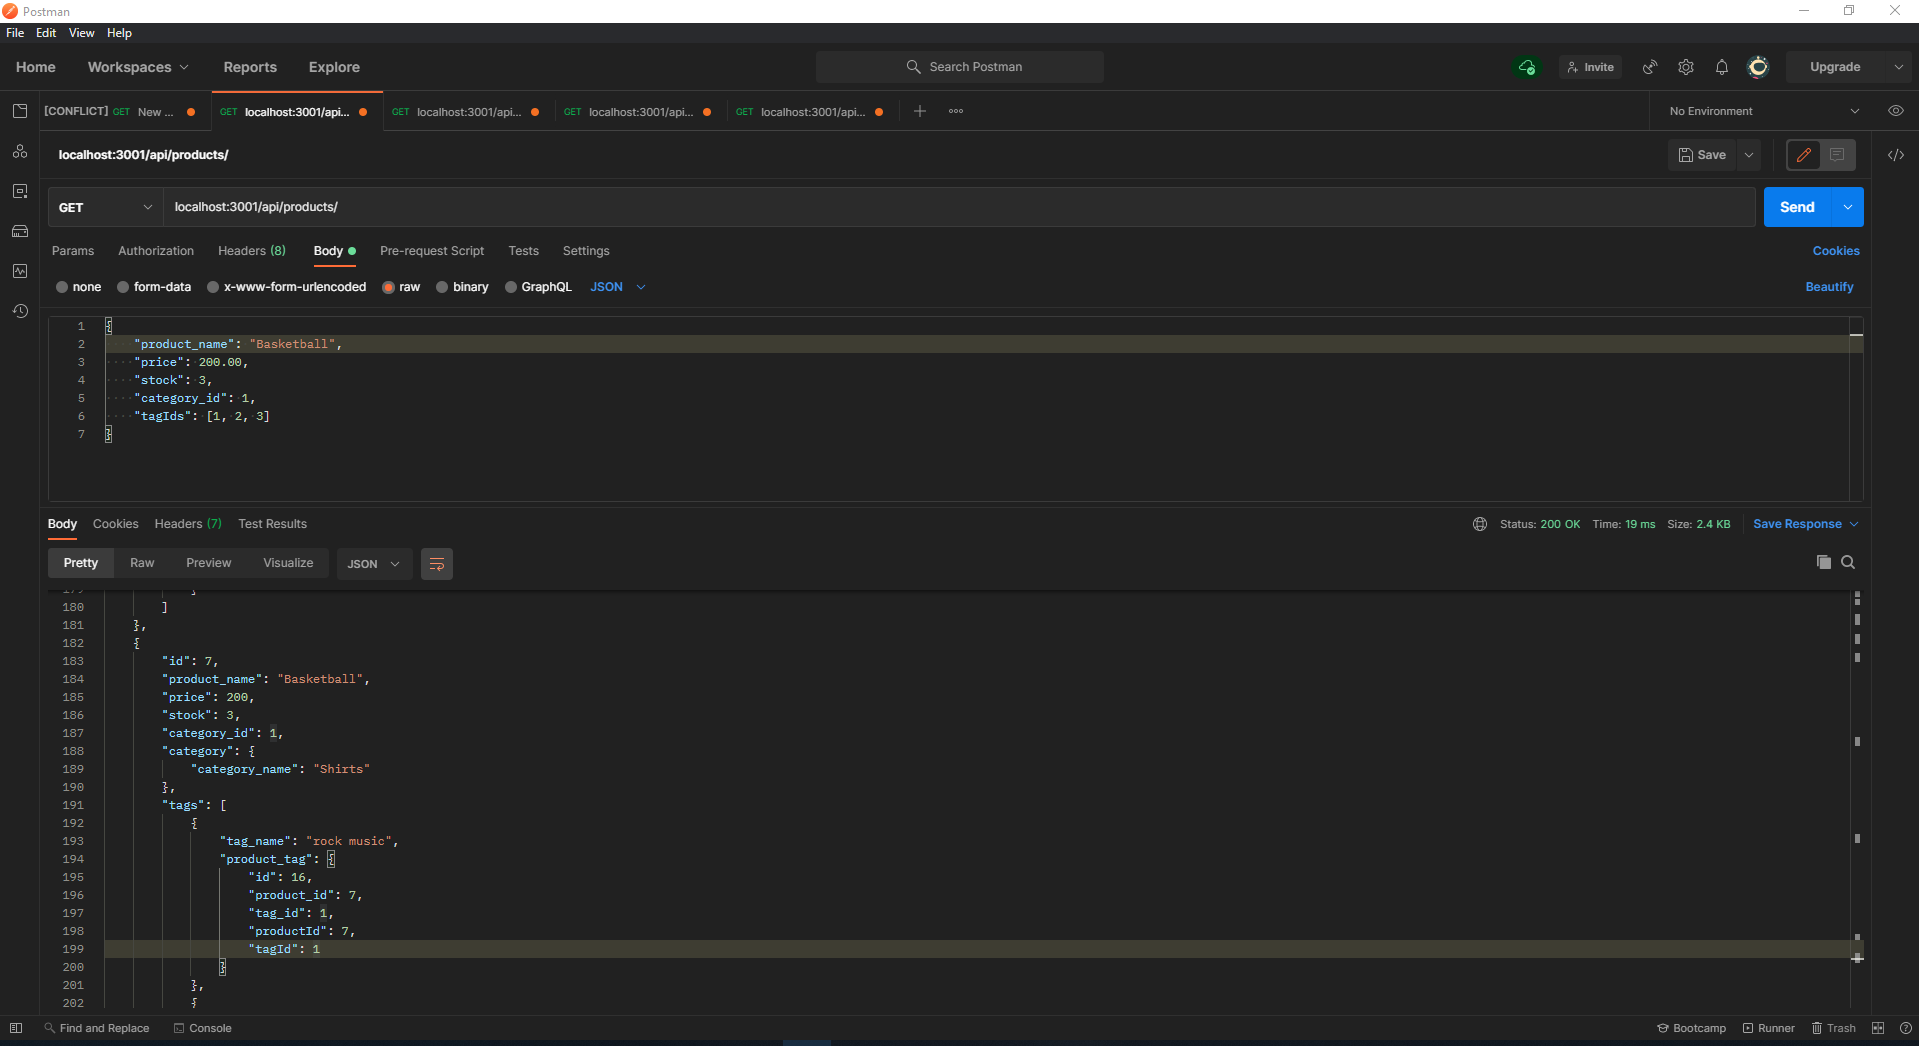 Postman
File Edit View Help
Home Workspaces Reports Explore Search Postman Invite Upgrade
[CONFLICT] GET New ... GET localhost:3001/api... GET localhost:3001/api... GET localhost:3001/api... GET localhost:3001/api... No Environment
localhost:3001/api/products/ Save
GET localhost:3001/api/products/ Send
Params Authorization Headers (8) Body Pre-request Script Tests Settings Cookies
none form-data x-www-form-urlencoded raw binary GraphQL JSON Beautify
1 {
2 "product_name": "Basketball",
3 "price": 200.00,
4 "stock": 3,
5 "category_id": 1,
6 "tagIds": [1, 2, 3]
7 }
Body Cookies Headers (7) Test Results Status: 200 OK Time: 19 ms Size: 2.4 KB Save Response
Pretty Raw Preview Visualize JSON
180 ]
181 },
182 {
183 "id": 7,
184 "product_name": "Basketball",
185 "price": 200,
186 "stock": 3,
187 "category_id": 1,
188 "category": {
189 "category_name": "Shirts"
190 },
191 "tags": [
192 {
193 "tag_name": "rock music",
194 "product_tag": {
195 "id": 16,
196 "product_id": 7,
197 "tag_id": 1,
198 "productId": 7,
199 "tagId": 1
200 }
201 },
202 {
Find and Replace Console Bootcamp Runner Trash